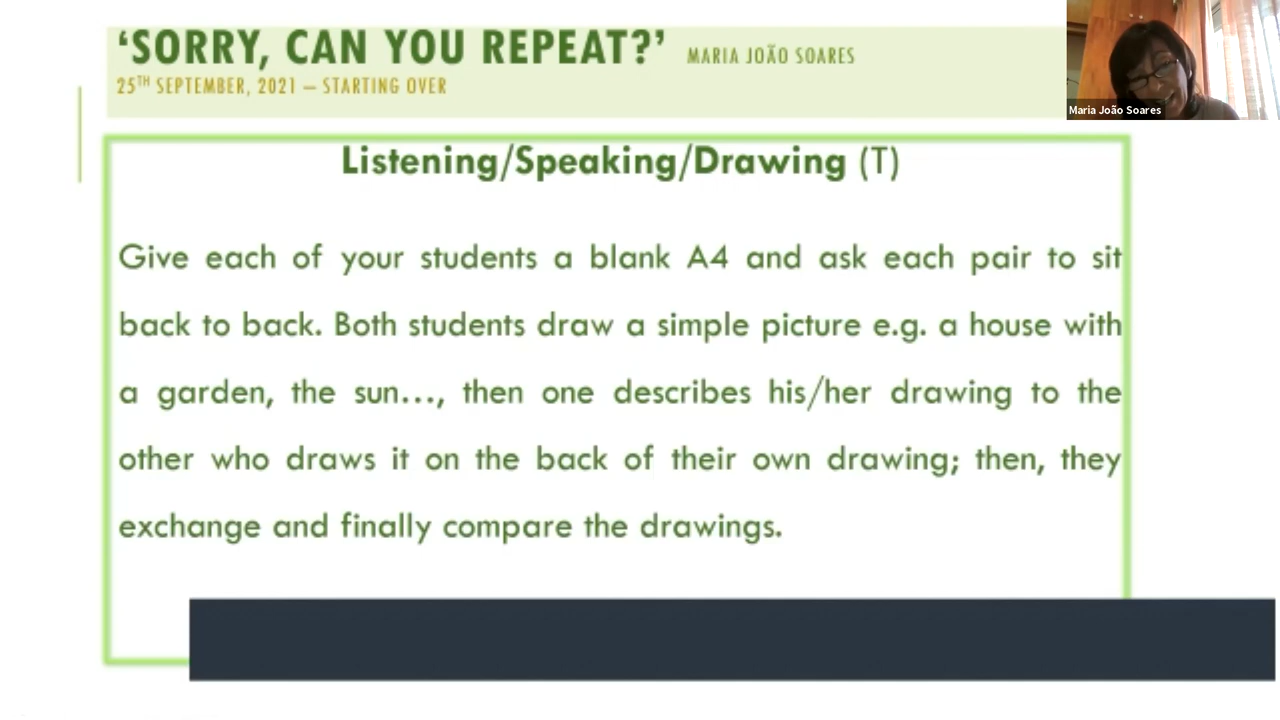 ‘SORRY, CAN YOU REPEAT?’ MARIA JOÃO SOARES
25TH SEPTEMBER, 2021 – STARTING OVER
Maria João Soares
Listening/Speaking/Drawing (T)
Give each of your students a blank A4 and ask each pair to sit
back to back. Both students draw a simple picture e.g. a house with
a garden, the sun..., then one describes his/her drawing to the
other who draws it on the back of their own drawing; then, they
exchange and finally compare the drawings.